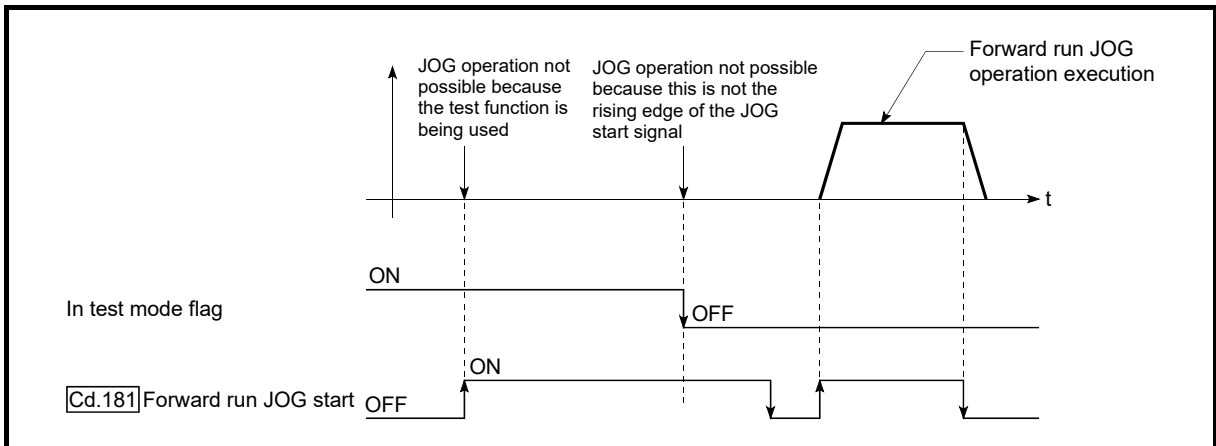 JOG operation not
possible because
the test function is
being used
JOG operation not possible
because this is not the
rising edge of the JOG
start signal
Forward run JOG
operation execution
t
ON
In test mode flag
OFF
ON
Cd.181 Forward run JOG start OFF